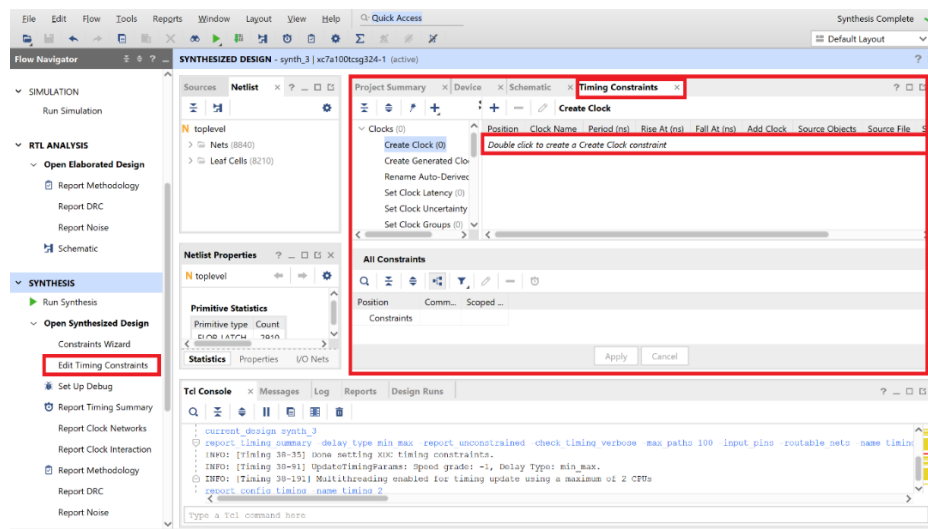 File Edit Flow Tools Reports Window Layout View Help Quick Access Synthesis Complete
Default Layout
Flow Navigator
SYNTHESIZED DESIGN - synth_3 | xc7a100tcsg324-1 (active)
SIMULATION
Run Simulation
RTL ANALYSIS
Open Elaborated Design
Report Methodology
Report DRC
Report Noise
Schematic
SYNTHESIS
Run Synthesis
Open Synthesized Design
Constraints Wizard
Edit Timing Constraints
Set Up Debug
Report Timing Summary
Report Clock Networks
Report Clock Interaction
Report Methodology
Report DRC
Report Noise
Sources Netlist
N toplevel
Nets (8840)
Leaf Cells (8210)
Netlist Properties
N toplevel
Primitive Statistics
Primitive type Count
FLOP_LATCH 2910
Statistics Properties I/O Nets
Project Summary Device Schematic Timing Constraints
Create Clock
Clocks (0)
Create Clock (0)
Create Generated Clo
Rename Auto-Derived
Set Clock Latency (0)
Set Clock Uncertainty
Set Clock Groups (0)
Position Clock Name Period (ns) Rise At (ns) Fall At (ns) Add Clock Source Objects Source File S
Double click to create a Create Clock constraint
All Constraints
Position Comm... Scoped ...
Constraints
Apply Cancel
Tcl Console Messages Log Reports Design Runs
current_design synth_3
report_timing_summary -delay_type min_max -report_unconstrained -check_timing_verbose -max_paths 100 -input_pins -routable_nets -name timing
INFO: [Timing 38-35] Done setting XDC timing constraints.
INFO: [Timing 38-91] UpdateTimingParams: Speed grade: -1, Delay Type: min_max.
INFO: [Timing 38-191] Multithreading enabled for timing update using a maximum of 2 CPUs
report_config_timing -name timing_2
Type a Tcl command here